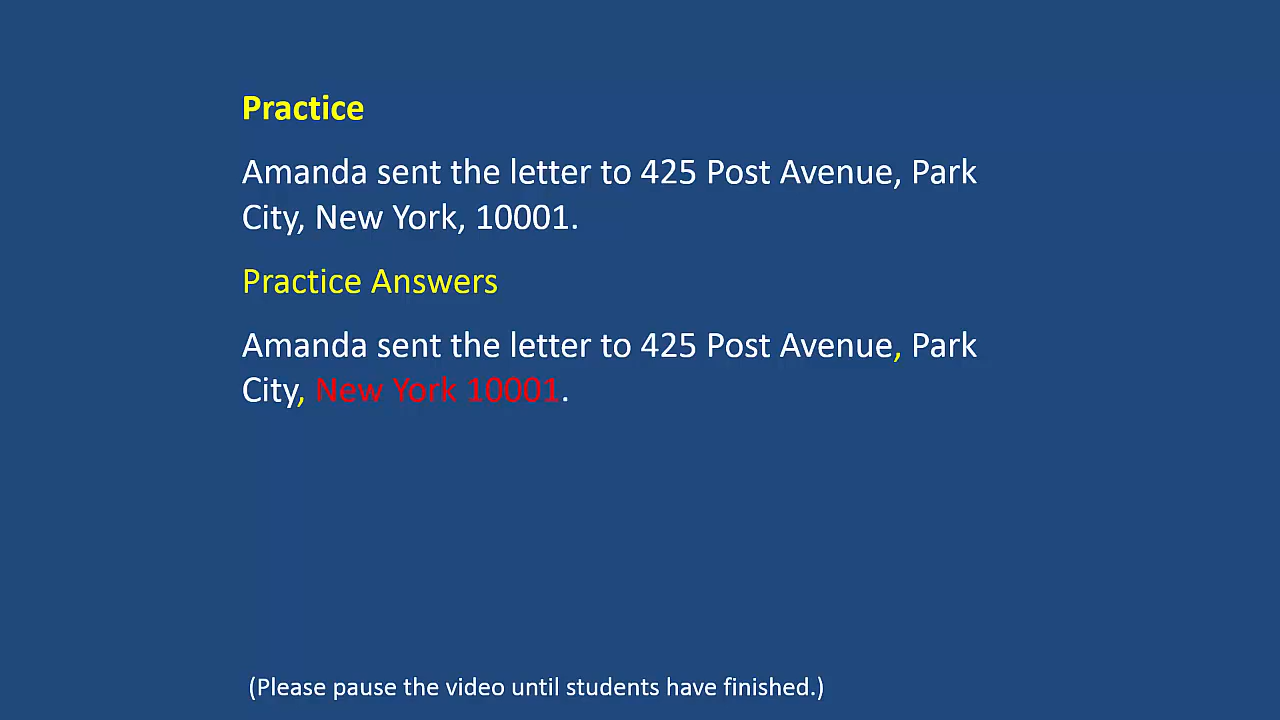 Practice
Amanda sent the letter to 425 Post Avenue, Park
City, New York, 10001.
Practice Answers
Amanda sent the letter to 425 Post Avenue, Park
City, New York 10001.
(Please pause the video until students have finished.)